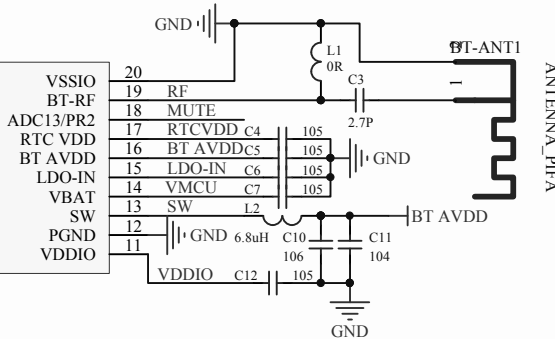 GND
BT-ANT1
2
1
ANTENNA_PIFA
L1
0R
C3
2.7P
VSSIO 20
BT-RF 19 RF
ADC13/PR2 18 MUTE
RTC VDD 17 RTCVDD C4 105
BT AVDD 16 BT AVDD C5 105
LDO-IN 15 LDO-IN C6 105
VBAT 14 VMCU C7 105
GND
SW 13 SW L2
6.8uH
BT AVDD
PGND 12 GND
VDDIO 11
C10
106
C11
104
VDDIO C12 105
GND